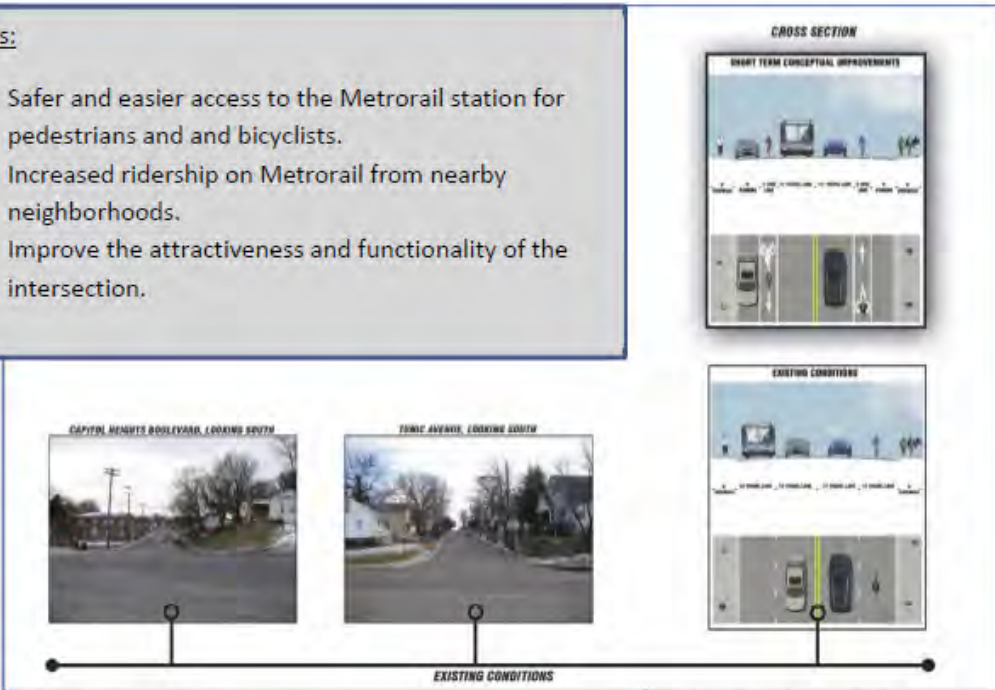 s:
Safer and easier access to the Metrorail station for
pedestrians and and bicyclists.
Increased ridership on Metrorail from nearby
neighborhoods.
Improve the attractiveness and functionality of the
intersection.
CROSS SECTION
SHORT TERM CONCEPTUAL IMPROVEMENTS
EXISTING CONDITIONS
CAPITOL HEIGHTS BOULEVARD, LOOKING SOUTH
TUNIC AVENUE, LOOKING SOUTH
EXISTING CONDITIONS